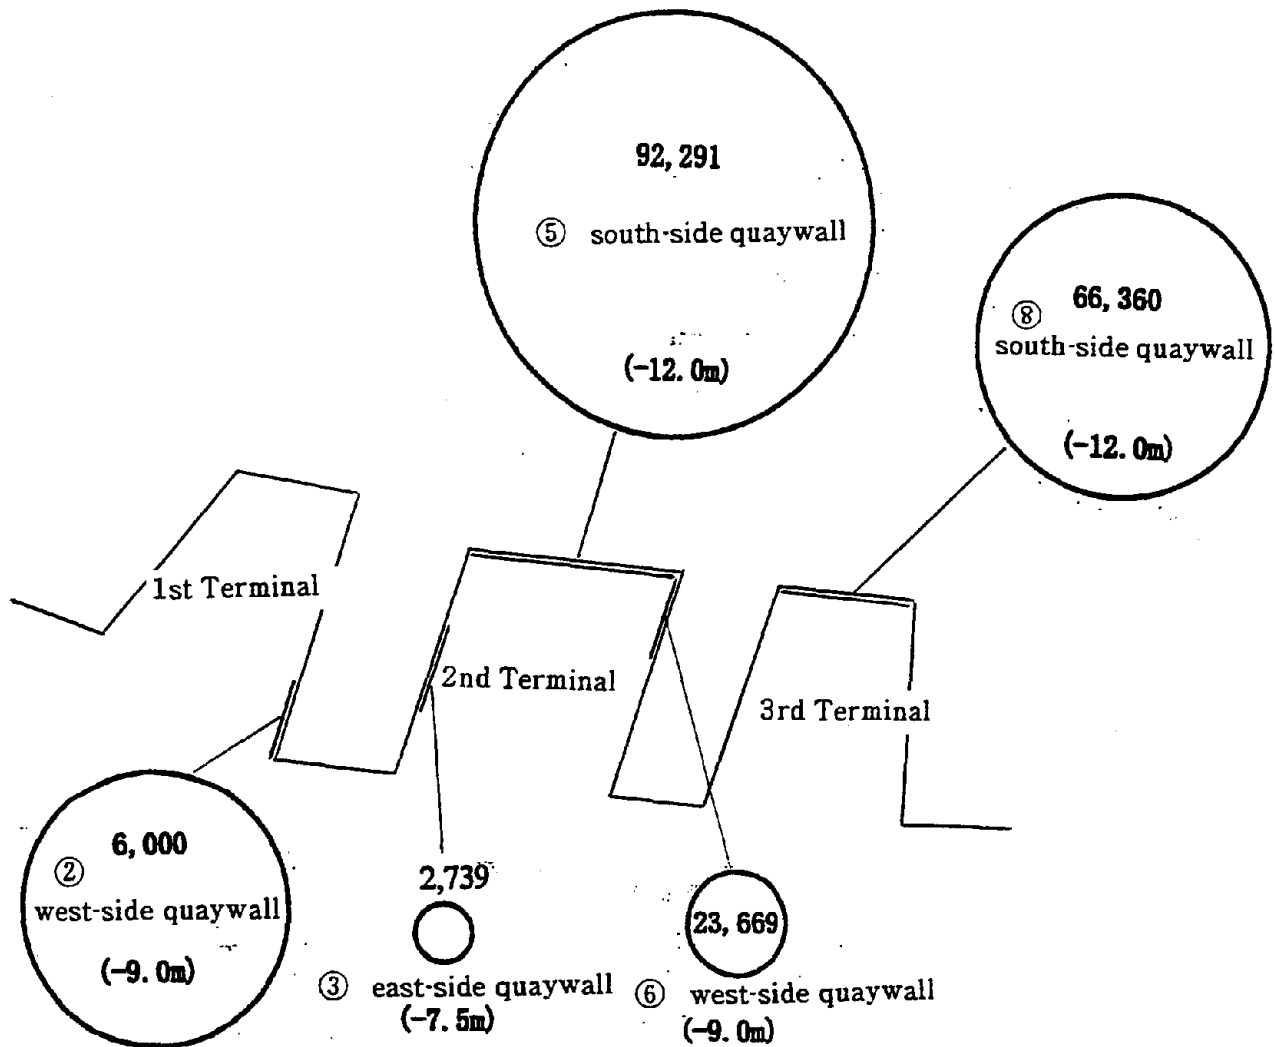 92, 291
⑤ south-side quaywall
(-12. 0m)
66, 360
⑧
south-side quaywall
(-12. 0m)
1st Terminal
2nd Terminal
3rd Terminal
6, 000
②
west-side quaywall
(-9. 0m)
2,739
③ east-side quaywall
(-7. 5m)
23, 669
⑥ west-side quaywall
(-9. 0m)